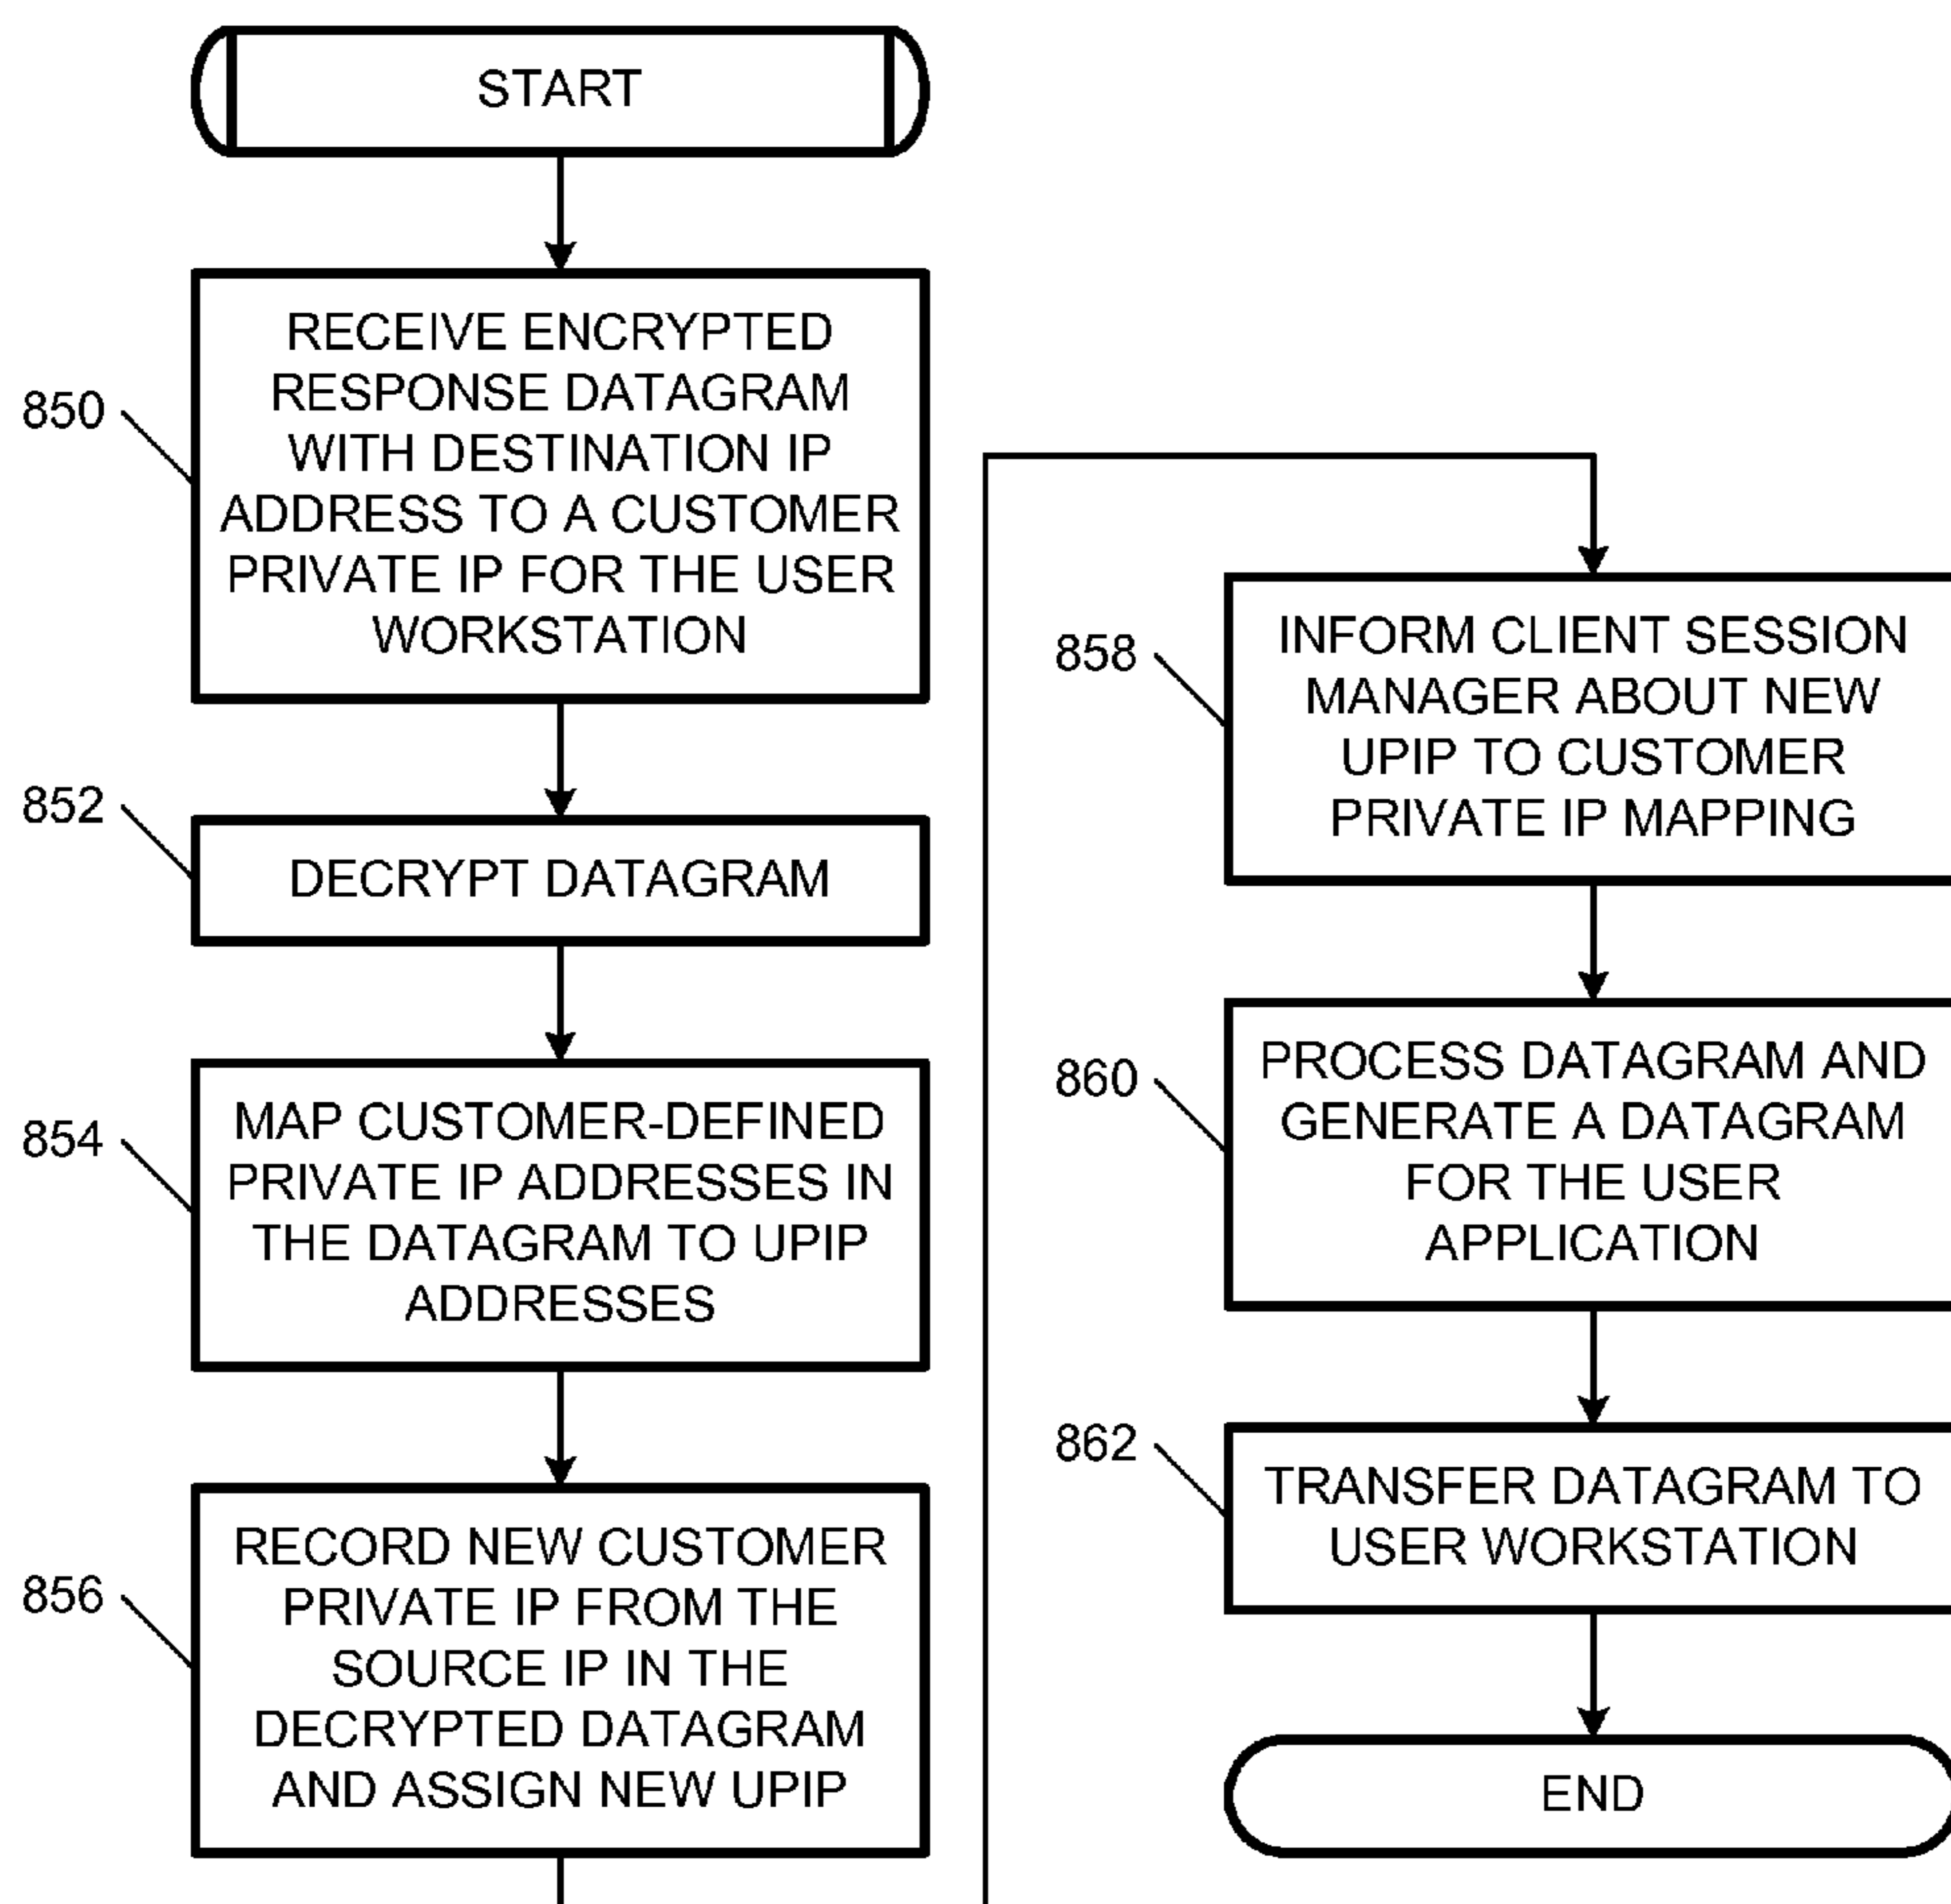 START
850
RECEIVE ENCRYPTED
RESPONSE DATAGRAM
WITH DESTINATION IP
ADDRESS TO A CUSTOMER
PRIVATE IP FOR THE USER
WORKSTATION
852
DECRYPT DATAGRAM
854
MAP CUSTOMER-DEFINED
PRIVATE IP ADDRESSES IN
THE DATAGRAM TO UPIP
ADDRESSES
856
RECORD NEW CUSTOMER
PRIVATE IP FROM THE
SOURCE IP IN THE
DECRYPTED DATAGRAM
AND ASSIGN NEW UPIP
858
INFORM CLIENT SESSION
MANAGER ABOUT NEW
UPIP TO CUSTOMER
PRIVATE IP MAPPING
860
PROCESS DATAGRAM AND
GENERATE A DATAGRAM
FOR THE USER
APPLICATION
862
TRANSFER DATAGRAM TO
USER WORKSTATION
END